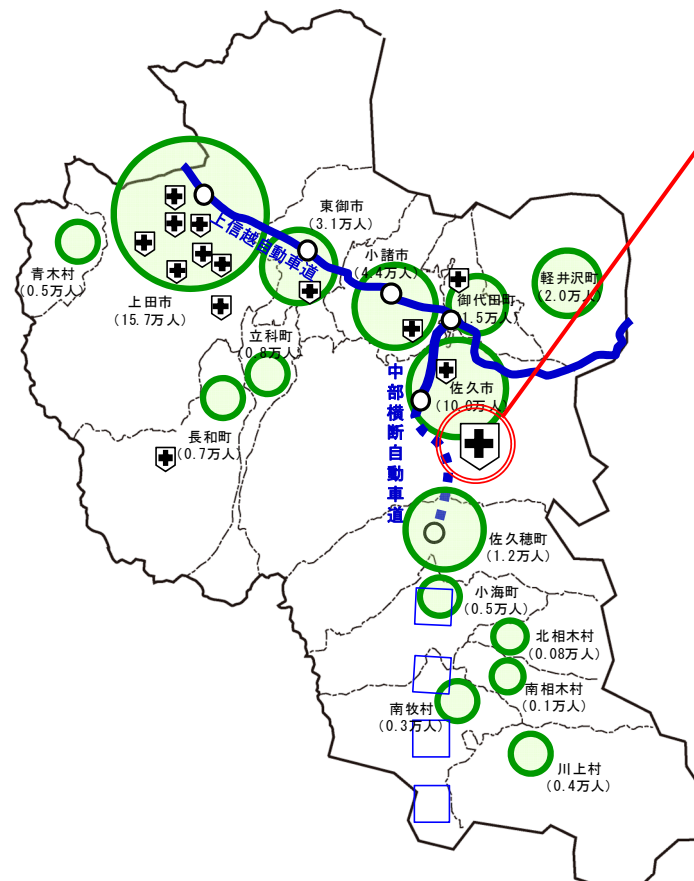 東御市
(3.1万人)
上信越自動車道
小諸市
(4.4万人)
青木村
(0.5万人)
軽井沢町
(2.0万人)
御代田町
(1.5万人)
上田市
(15.7万人)
立科町
(0.8万人)
中部横断自動車道
佐久市
(10.0万人)
長和町
(0.7万人)
佐久穂町
(1.2万人)
小海町
(0.5万人)
北相木村
(0.08万人)
南相木村
(0.1万人)
南牧村
(0.3万人)
川上村
(0.4万人)